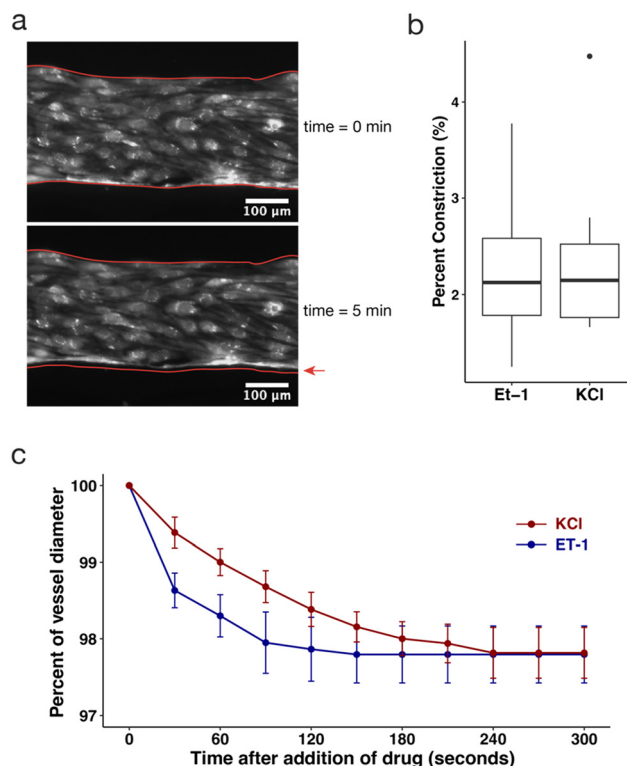 a
time = 0 min
100 µm
time = 5 min
100 µm
b
Percent Constriction (%)
4
3
2
Et–1
KCl
c
Percent of vessel diameter
100
99
98
97
KCl
ET-1
0
60
120
180
240
300
Time after addition of drug (seconds)